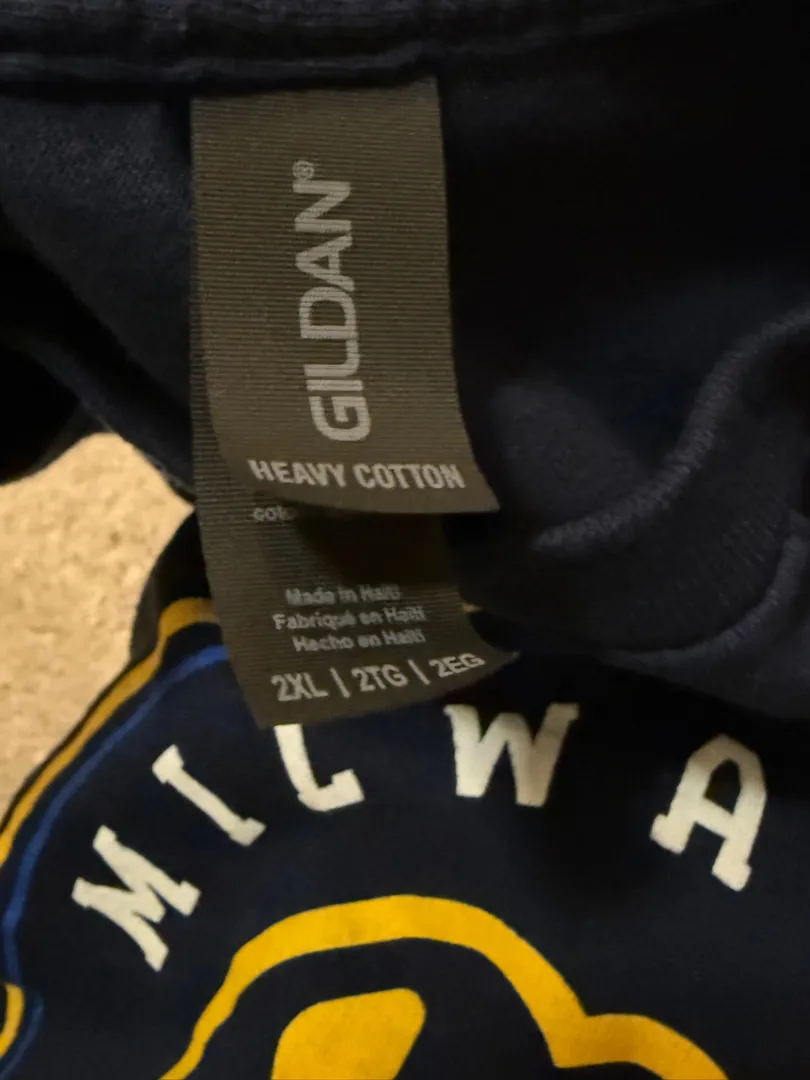 GILDAN®
HEAVY COTTON
Made in Haiti
Fabriqué en Haïti
Hecho en Haití
2XL | 2TG | 2EG
MILWA